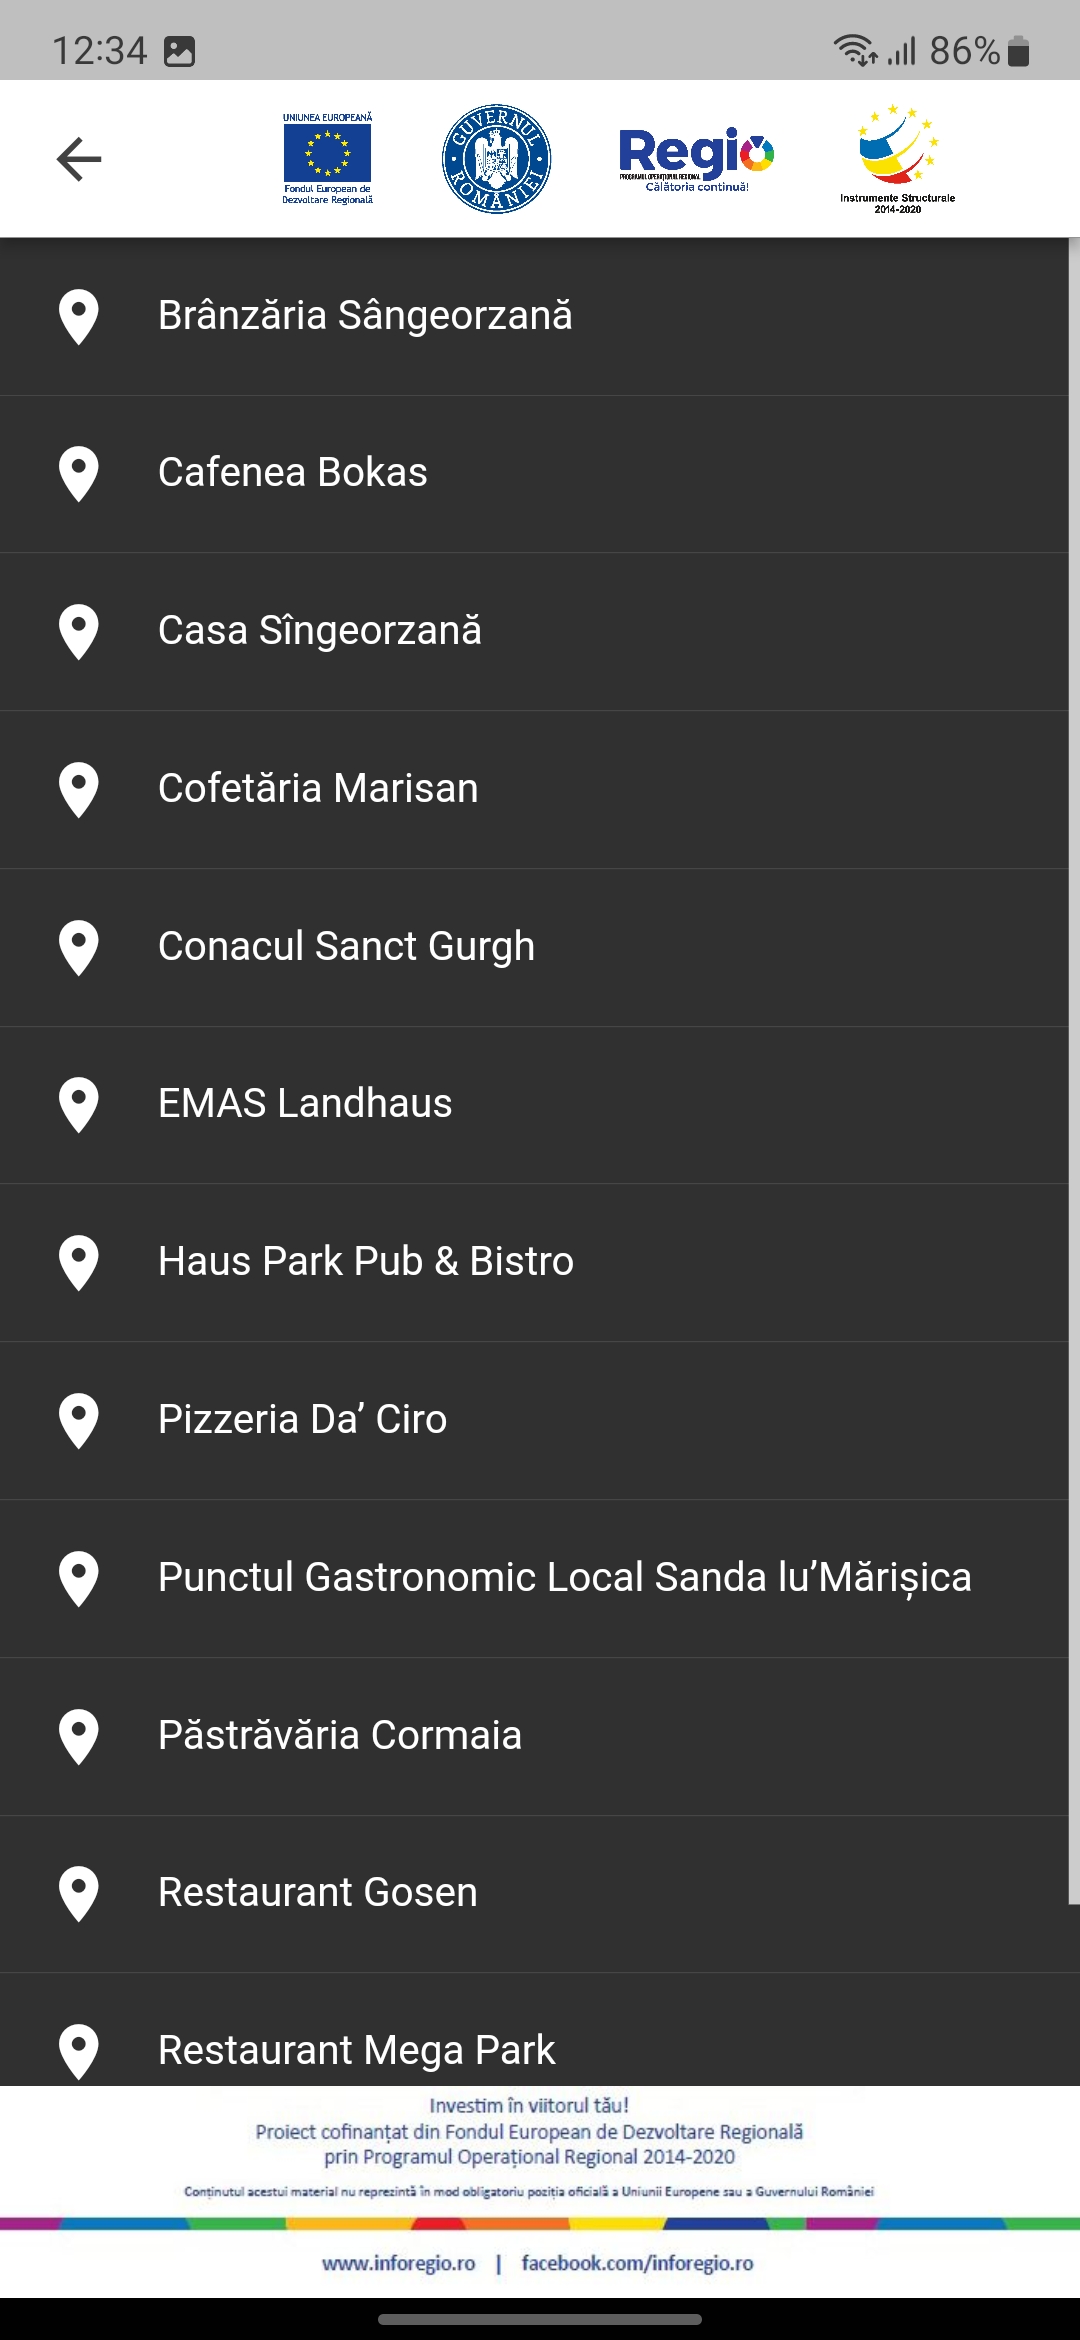 12:34
86%
UNIUNEA EUROPEANĂ
Fondul European de
Dezvoltare Regională
GUVERNUL
ROMÂNIEI
Regio
PROGRAMUL OPERAȚIONAL REGIONAL
Călătoria continuă!
Instrumente Structurale
2014-2020
Brânzăria Sângeorzană
Cafenea Bokas
Casa Sîngeorzană
Cofetăria Marisan
Conacul Sanct Gurgh
EMAS Landhaus
Haus Park Pub & Bistro
Pizzeria Da’ Ciro
Punctul Gastronomic Local Sanda lu’Mărișica
Păstrăvăria Cormaia
Restaurant Gosen
Restaurant Mega Park
Investim în viitorul tău!
Proiect cofinanțat din Fondul European de Dezvoltare Regională
prin Programul Operațional Regional 2014-2020
Conținutul acestui material nu reprezintă în mod obligatoriu poziția oficială a Uniunii Europene sau a Guvernului României
www.inforegio.ro | facebook.com/inforegio.ro